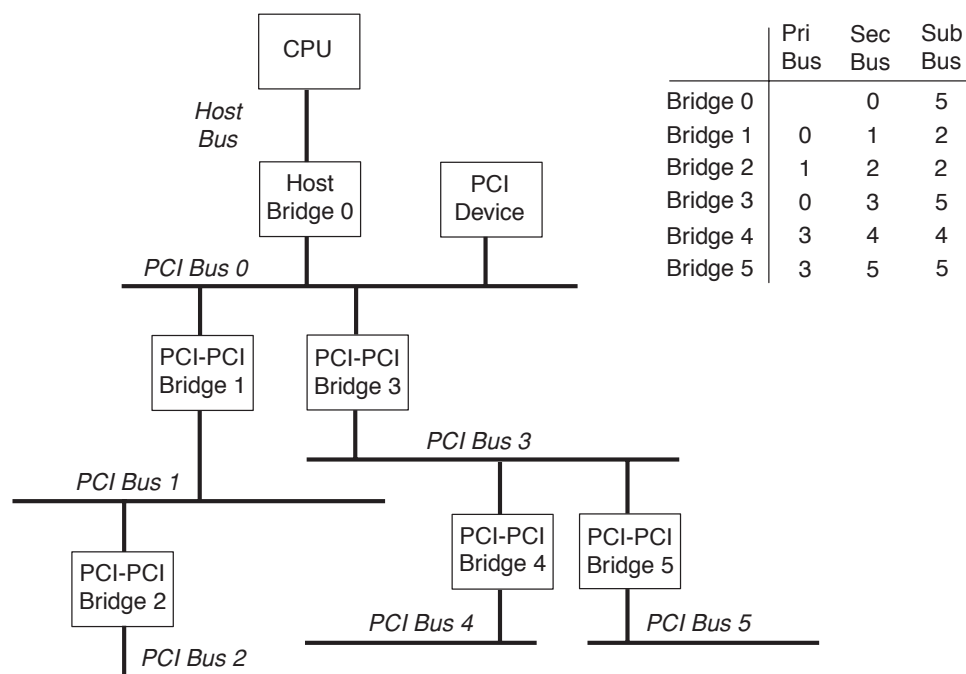 CPU
Host
Bus
Host
Bridge 0
PCI
Device
PCI Bus 0
PCI-PCI
Bridge 1
PCI-PCI
Bridge 3
PCI Bus 3
PCI Bus 1
PCI-PCI
Bridge 2
PCI-PCI
Bridge 4
PCI-PCI
Bridge 5
PCI Bus 4
PCI Bus 5
PCI Bus 2
Pri Sec Sub
Bus Bus Bus
Bridge 0 0 5
Bridge 1 0 1 2
Bridge 2 1 2 2
Bridge 3 0 3 5
Bridge 4 3 4 4
Bridge 5 3 5 5